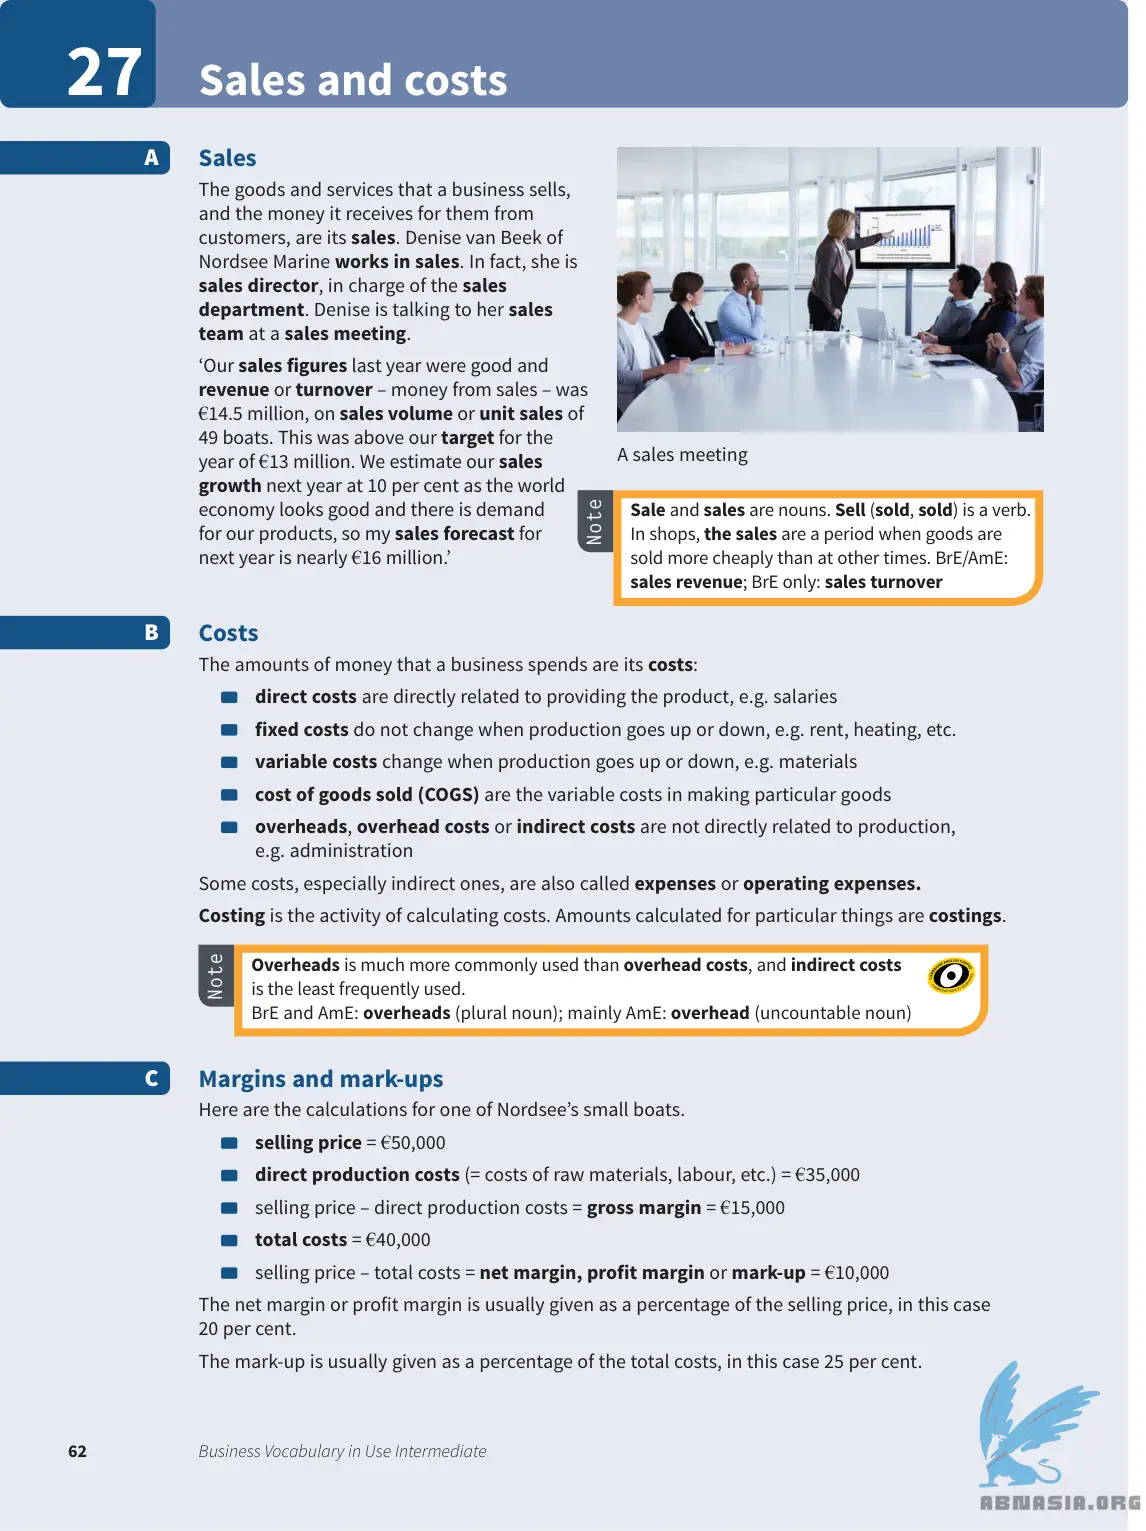 27
Sales and costs
A
Sales
The goods and services that a business sells,
and the money it receives for them from
customers, are its sales. Denise van Beek of
Nordsee Marine works in sales. In fact, she is
sales director, in charge of the sales
department. Denise is talking to her sales
team at a sales meeting.
‘Our sales figures last year were good and
revenue or turnover – money from sales – was
€14.5 million, on sales volume or unit sales of
49 boats. This was above our target for the
year of €13 million. We estimate our sales
growth next year at 10 per cent as the world
economy looks good and there is demand
for our products, so my sales forecast for
next year is nearly €16 million.’
A sales meeting
Note
Sale and sales are nouns. Sell (sold, sold) is a verb.
In shops, the sales are a period when goods are
sold more cheaply than at other times. BrE/AmE:
sales revenue; BrE only: sales turnover
B
Costs
The amounts of money that a business spends are its costs:
direct costs are directly related to providing the product, e.g. salaries
fixed costs do not change when production goes up or down, e.g. rent, heating, etc.
variable costs change when production goes up or down, e.g. materials
cost of goods sold (COGS) are the variable costs in making particular goods
overheads, overhead costs or indirect costs are not directly related to production,
e.g. administration
Some costs, especially indirect ones, are also called expenses or operating expenses.
Costing is the activity of calculating costs. Amounts calculated for particular things are costings.
Note
Overheads is much more commonly used than overhead costs, and indirect costs
is the least frequently used.
BrE and AmE: overheads (plural noun); mainly AmE: overhead (uncountable noun)
C
Margins and mark-ups
Here are the calculations for one of Nordsee’s small boats.
selling price = €50,000
direct production costs (= costs of raw materials, labour, etc.) = €35,000
selling price – direct production costs = gross margin = €15,000
total costs = €40,000
selling price – total costs = net margin, profit margin or mark-up = €10,000
The net margin or profit margin is usually given as a percentage of the selling price, in this case
20 per cent.
The mark-up is usually given as a percentage of the total costs, in this case 25 per cent.
62
Business Vocabulary in Use Intermediate
ABNASIA.ORG